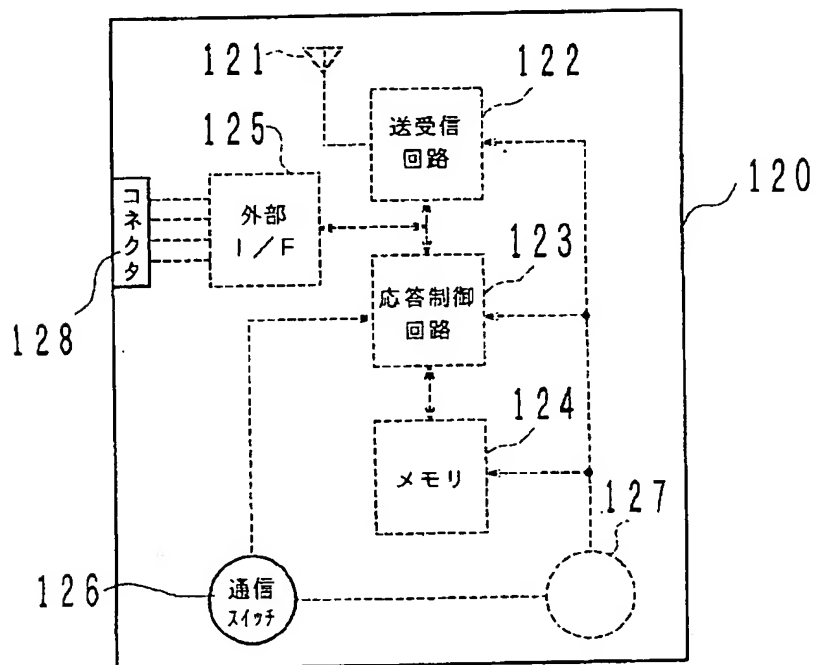 121
122
送受信
回路
125
120
コネクタ
外部
I/F
123
応答制御
回路
128
124
メモリ
127
126
通信
スイッチ